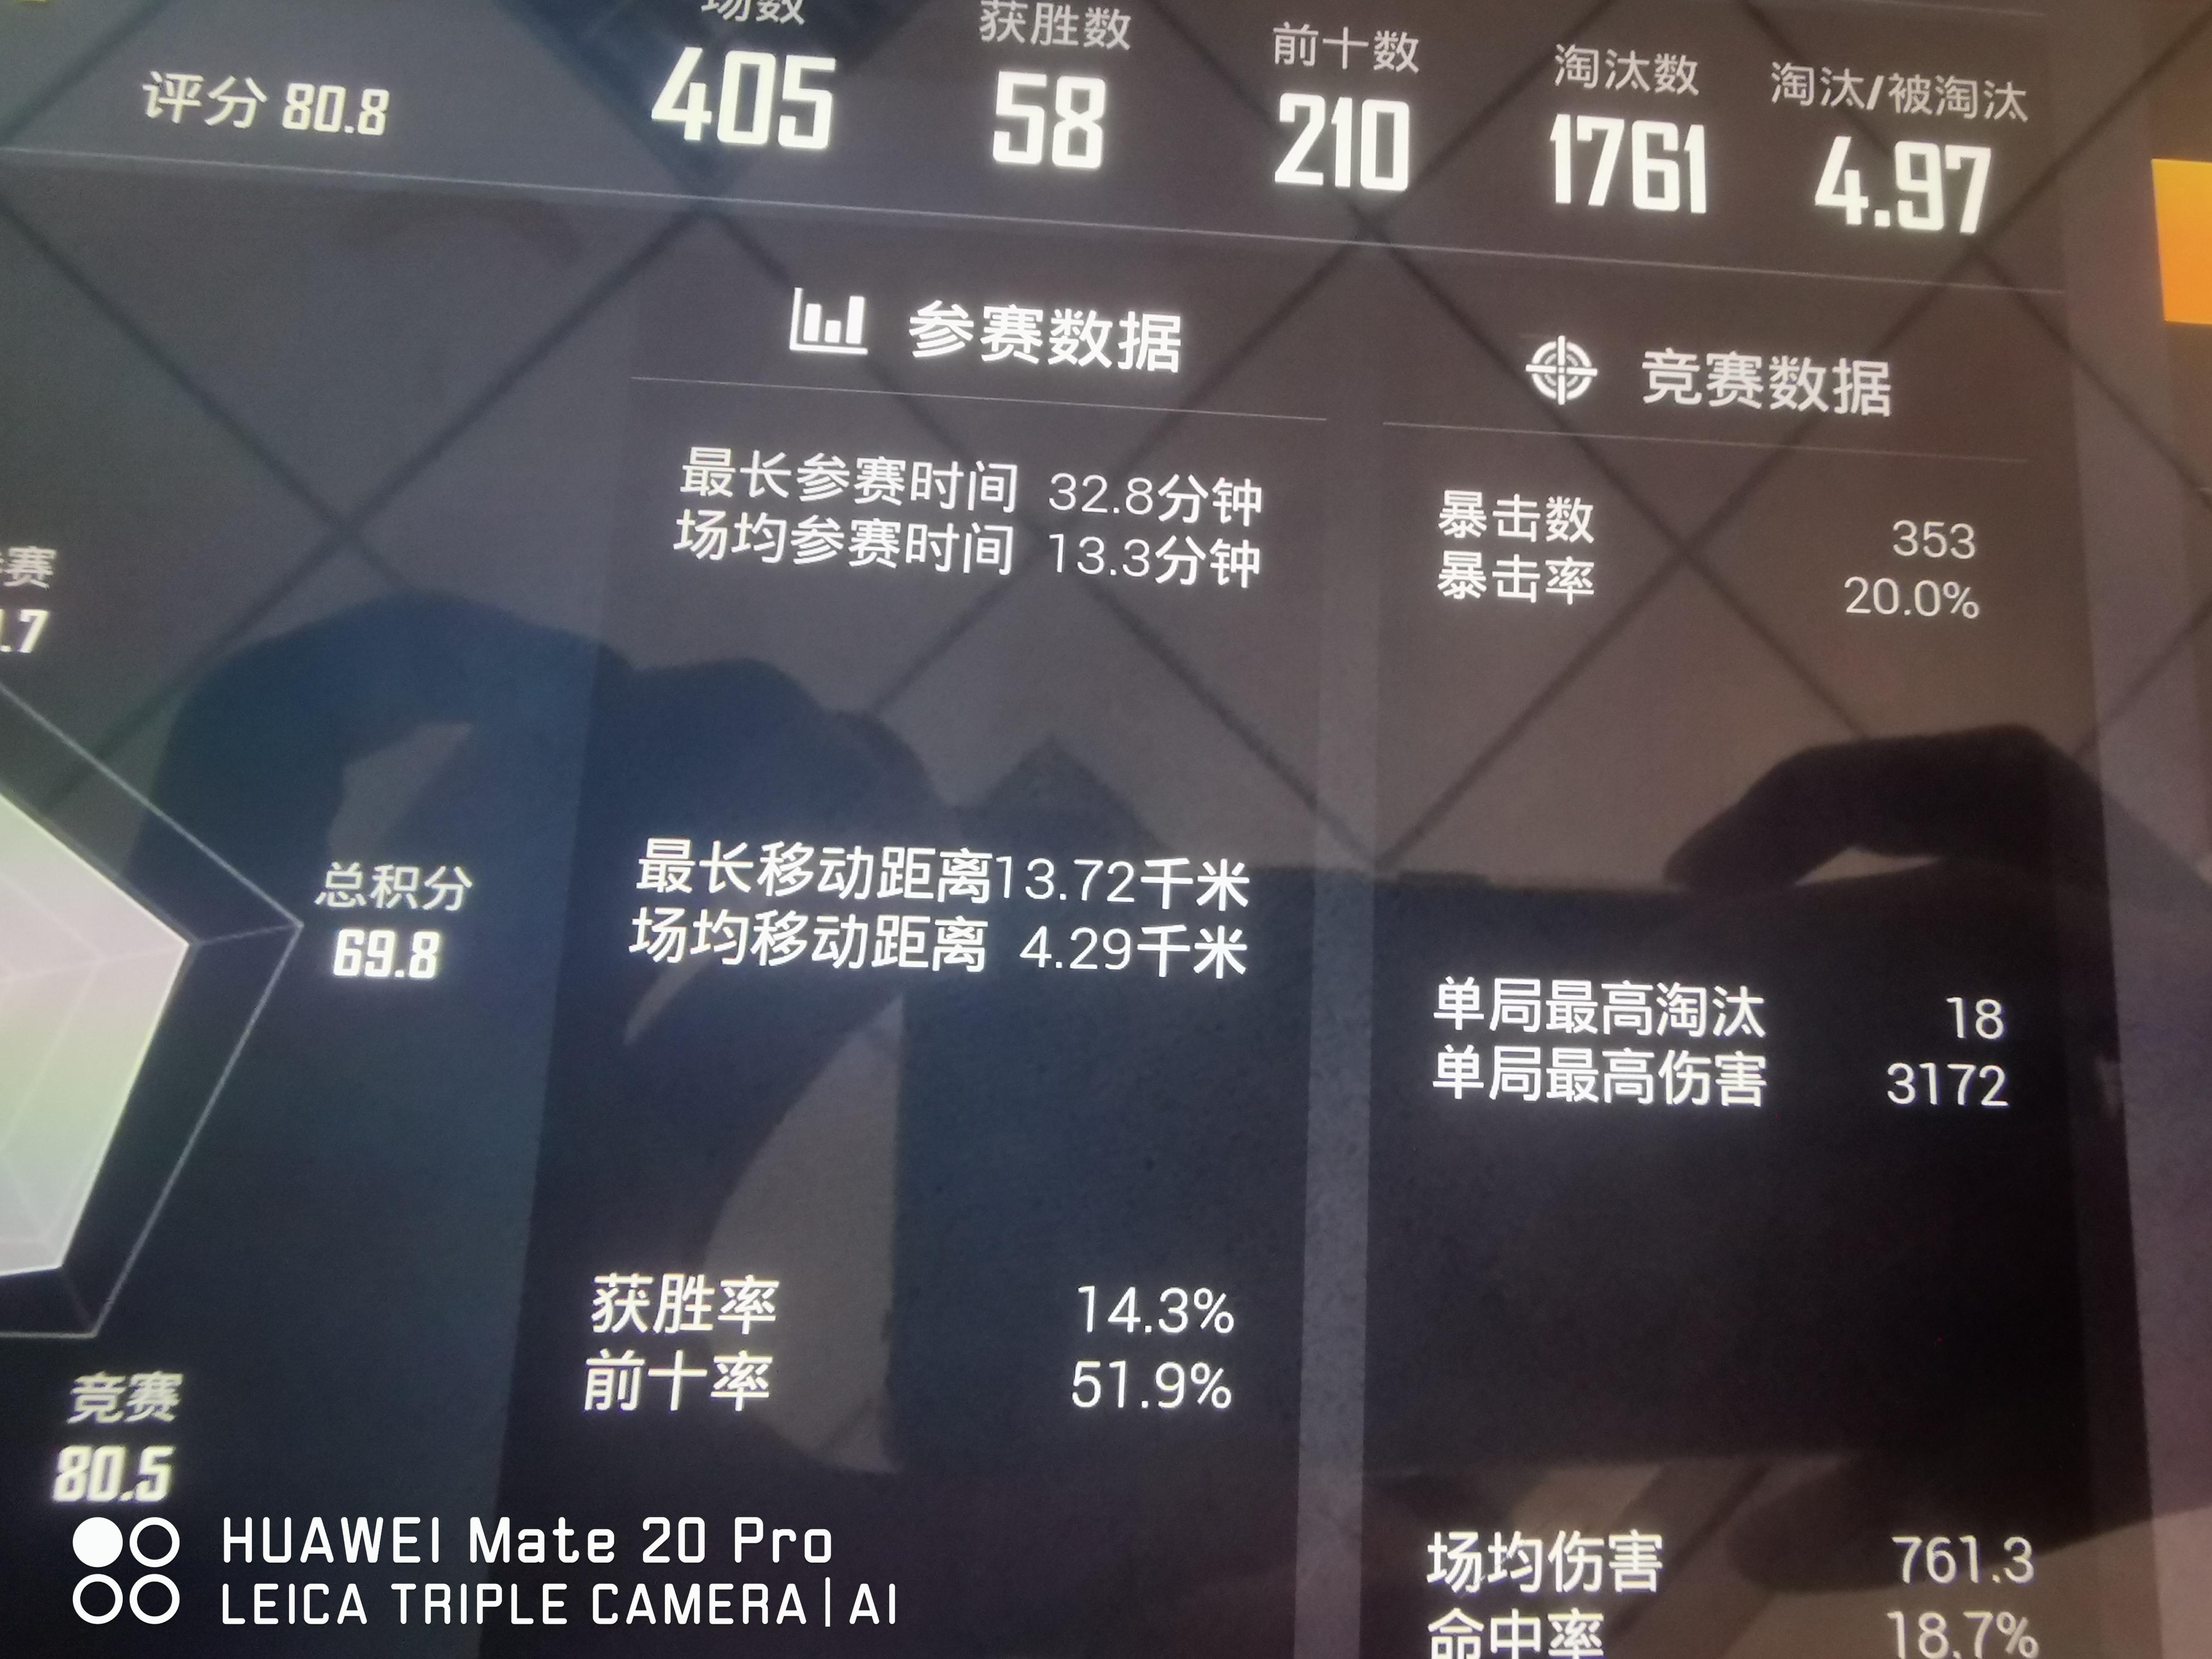 评分 80.8
场数 获胜数 前十数 淘汰数 淘汰/被淘汰
405 58 210 1761 4.97
参赛数据
最长参赛时间 32.8分钟
场均参赛时间 13.3分钟
最长移动距离13.72千米
场均移动距离 4.29千米
获胜率 14.3%
前十率 51.9%
竞赛数据
暴击数 353
暴击率 20.0%
单局最高淘汰 18
单局最高伤害 3172
场均伤害 761.3
命中率 18.7%
赛
.7
总积分
69.8
竞赛
80.5
HUAWEI Mate 20 Pro
LEICA TRIPLE CAMERA | AI